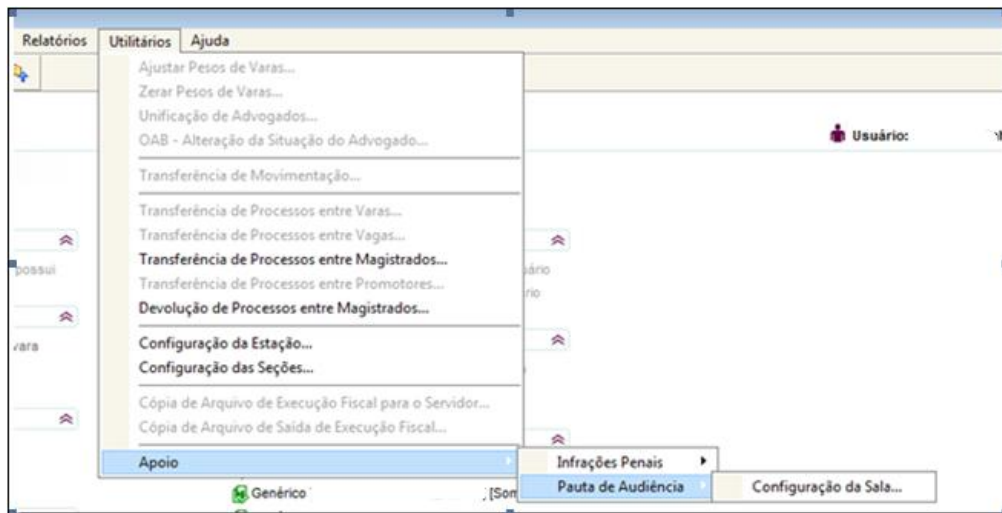 Relatórios Utilitários Ajuda
Ajustar Pesos de Varas...
Zerar Pesos de Varas...
Unificação de Advogados...
OAB - Alteração da Situação do Advogado...
Usuário:
Transferência de Movimentação...
Transferência de Processos entre Varas...
Transferência de Processos entre Vagas...
Transferência de Processos entre Magistrados...
possui
Transferência de Processos entre Promotores...
Devolução de Processos entre Magistrados...
vara
Configuração da Estação...
Configuração das Seções...
Cópia de Arquivo de Execução Fiscal para o Servidor...
Cópia de Arquivo de Saída de Execução Fiscal...
Apoio Infrações Penais
Pauta de Audiência Configuração da Sala...
Genérico [Som